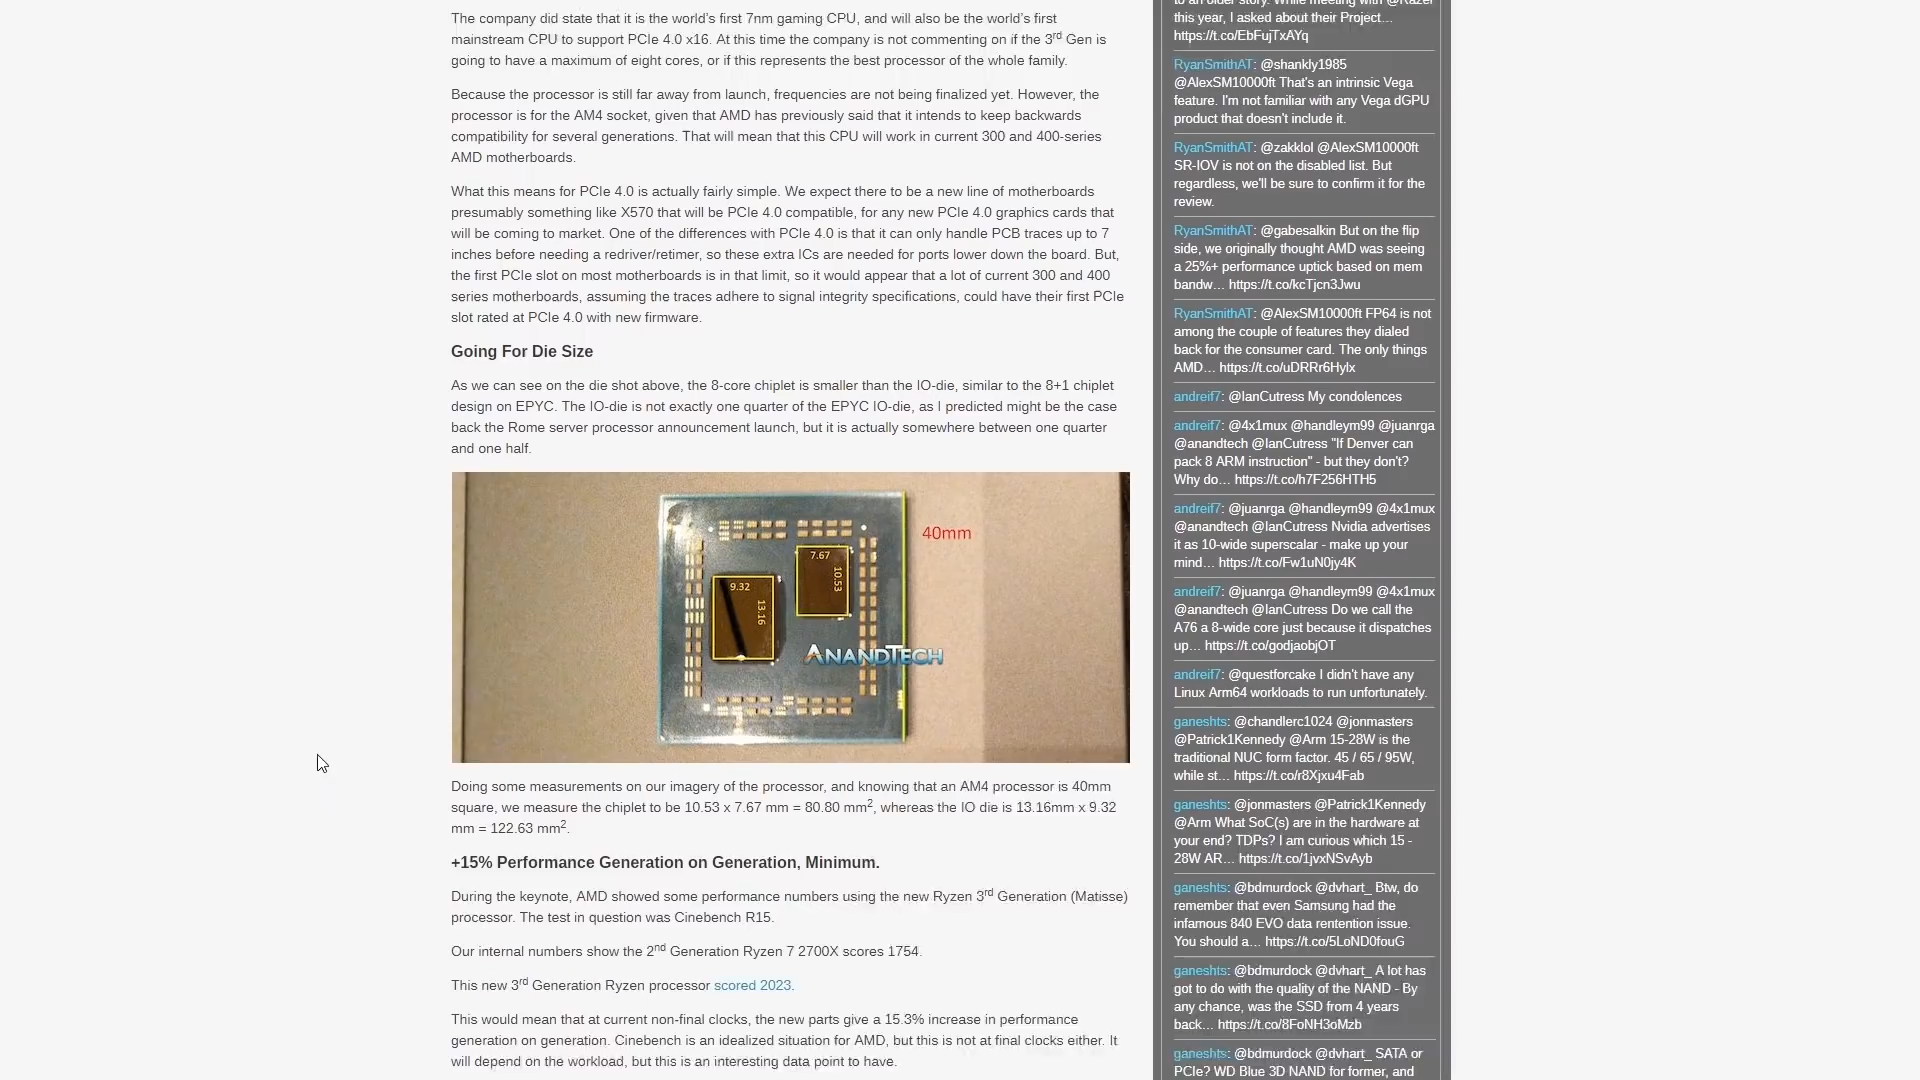 The company did state that it is the world's first 7nm gaming CPU, and will also be the world's first
mainstream CPU to support PCIe 4.0 x16. At this time the company is not commenting on if the 3rd Gen is
going to have a maximum of eight cores, or if this represents the best processor of the whole family.
Because the processor is still far away from launch, frequencies are not being finalized yet. However, the
processor is for the AM4 socket, given that AMD has previously said that it intends to keep backwards
compatibility for several generations. That will mean that this CPU will work in current 300 and 400-series
AMD motherboards.
What this means for PCIe 4.0 is actually fairly simple. We expect there to be a new line of motherboards
presumably something like X570 that will be PCIe 4.0 compatible, for any new PCIe 4.0 graphics cards that
will be coming to market. One of the differences with PCIe 4.0 is that it can only handle PCB traces up to 7
inches before needing a redriver/retimer, so these extra ICs are needed for ports lower down the board. But,
the first PCIe slot on most motherboards is in that limit, so it would appear that a lot of current 300 and 400
series motherboards, assuming the traces adhere to signal integrity specifications, could have their first PCIe
slot rated at PCIe 4.0 with new firmware.
Going For Die Size
As we can see on the die shot above, the 8-core chiplet is smaller than the IO-die, similar to the 8+1 chiplet
design on EPYC. The IO-die is not exactly one quarter of the EPYC IO-die, as I predicted might be the case
back the Rome server processor announcement launch, but it is actually somewhere between one quarter
and one half.
40mm
7.67
10.53
9.32
13.16
ANANDTECH
Doing some measurements on our imagery of the processor, and knowing that an AM4 processor is 40mm
square, we measure the chiplet to be 10.53 x 7.67 mm = 80.80 mm2, whereas the IO die is 13.16mm x 9.32
mm = 122.63 mm2.
+15% Performance Generation on Generation, Minimum.
During the keynote, AMD showed some performance numbers using the new Ryzen 3rd Generation (Matisse)
processor. The test in question was Cinebench R15.
Our internal numbers show the 2nd Generation Ryzen 7 2700X scores 1754.
This new 3rd Generation Ryzen processor scored 2023.
This would mean that at current non-final clocks, the new parts give a 15.3% increase in performance
generation on generation. Cinebench is an idealized situation for AMD, but this is not at final clocks either. It
will depend on the workload, but this is an interesting data point to have.
to an older story. While meeting with @Razer
this year, I asked about their Project…
https://t.co/EbFujTxAYq
RyanSmithAT: @shankly1985
@AlexSM10000ft That's an intrinsic Vega
feature. I'm not familiar with any Vega dGPU
product that doesn't include it.
RyanSmithAT: @zakklol @AlexSM10000ft
SR-IOV is not on the disabled list. But
regardless, we'll be sure to confirm it for the
review.
RyanSmithAT: @gabesalkin But on the flip
side, we originally thought AMD was seeing
a 25%+ performance uptick based on mem
bandw… https://t.co/kcTjcn3Jwu
RyanSmithAT: @AlexSM10000ft FP64 is not
among the couple of features they dialed
back for the consumer card. The only things
AMD… https://t.co/uDRRr6Hylx
andreif7: @IanCutress My condolences
andreif7: @4x1mux @handleym99 @juanrga
@anandtech @IanCutress "If Denver can
pack 8 ARM instruction" - but they don't?
Why do… https://t.co/h7F256HTH5
andreif7: @juanrga @handleym99 @4x1mux
@anandtech @IanCutress Nvidia advertises
it as 10-wide superscalar - make up your
mind… https://t.co/Fw1uN0jy4K
andreif7: @juanrga @handleym99 @4x1mux
@anandtech @IanCutress Do we call the
A76 a 8-wide core just because it dispatches
up… https://t.co/godjaobjOT
andreif7: @questforcake I didn't have any
Linux Arm64 workloads to run unfortunately.
ganeshts: @chandlerc1024 @jonmasters
@Patrick1Kennedy @Arm 15-28W is the
traditional NUC form factor. 45 / 65 / 95W,
while st… https://t.co/r8Xjxu4Fab
ganeshts: @jonmasters @Patrick1Kennedy
@Arm What SoC(s) are in the hardware at
your end? TDPs? I am curious which 15 -
28W AR… https://t.co/1jvxNSvAyb
ganeshts: @bdmurdock @dvhart_ Btw, do
remember that even Samsung had the
infamous 840 EVO data rentention issue.
You should a… https://t.co/5LoND0fouG
ganeshts: @bdmurdock @dvhart_ A lot has
got to do with the quality of the NAND - By
any chance, was the SSD from 4 years
back… https://t.co/8FoNH3oMzb
ganeshts: @bdmurdock @dvhart_ SATA or
PCIe? WD Blue 3D NAND for former, and